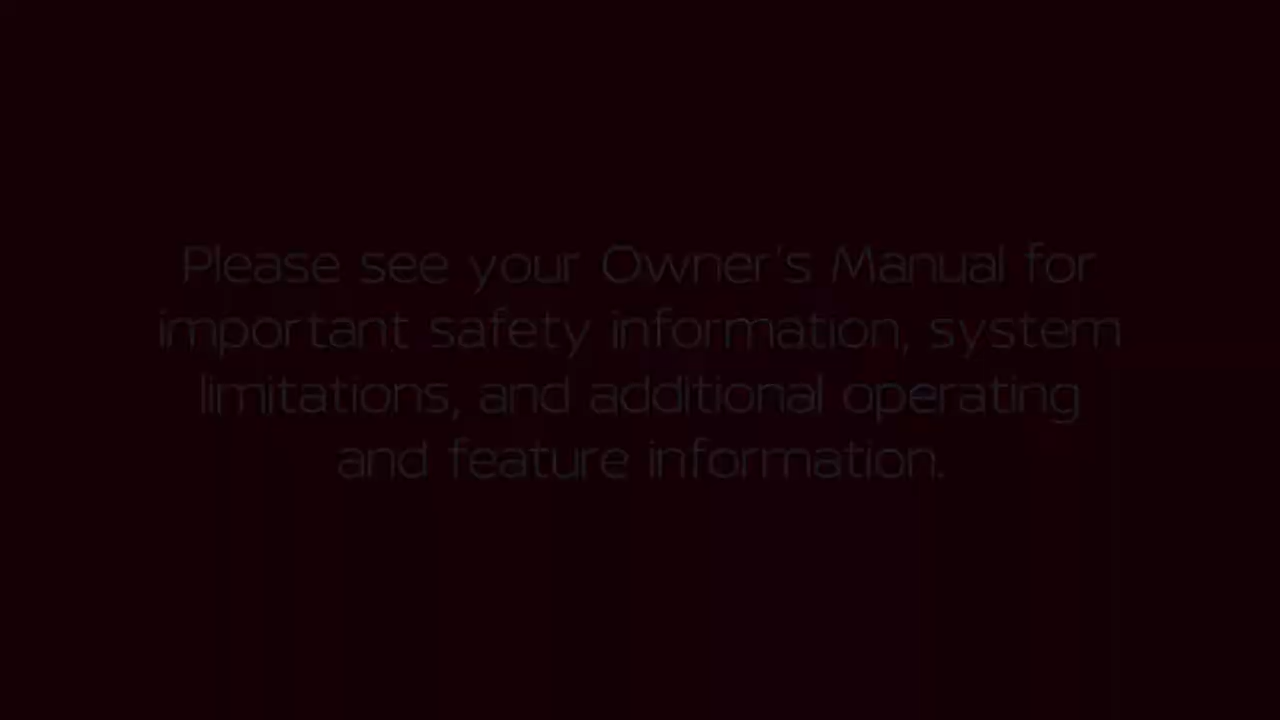 Please see your Owner's Manual for
important safety information, system
limitations, and additional operating
and feature information.